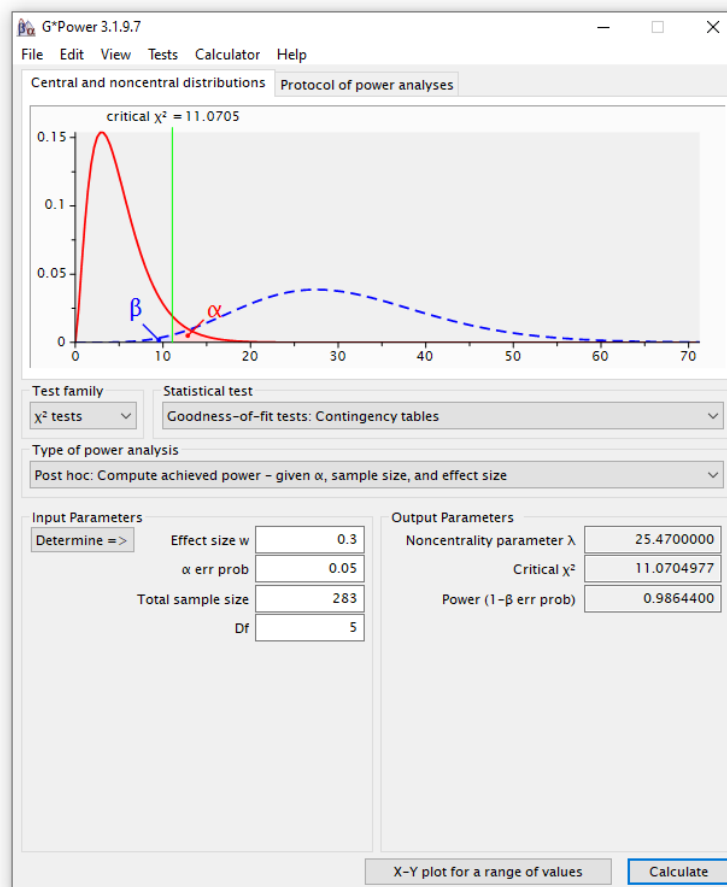 βα G*Power 3.1.9.7
File Edit View Tests Calculator Help
Central and noncentral distributions Protocol of power analyses
critical χ² = 11.0705
0.15
0.1
0.05
0
β
α
0 10 20 30 40 50 60 70
Test family Statistical test
χ² tests Goodness-of-fit tests: Contingency tables
Type of power analysis
Post hoc: Compute achieved power - given α, sample size, and effect size
Input Parameters Output Parameters
Determine => Effect size w 0.3 Noncentrality parameter λ 25.4700000
α err prob 0.05 Critical χ² 11.0704977
Total sample size 283 Power (1-β err prob) 0.9864400
Df 5
X-Y plot for a range of values Calculate